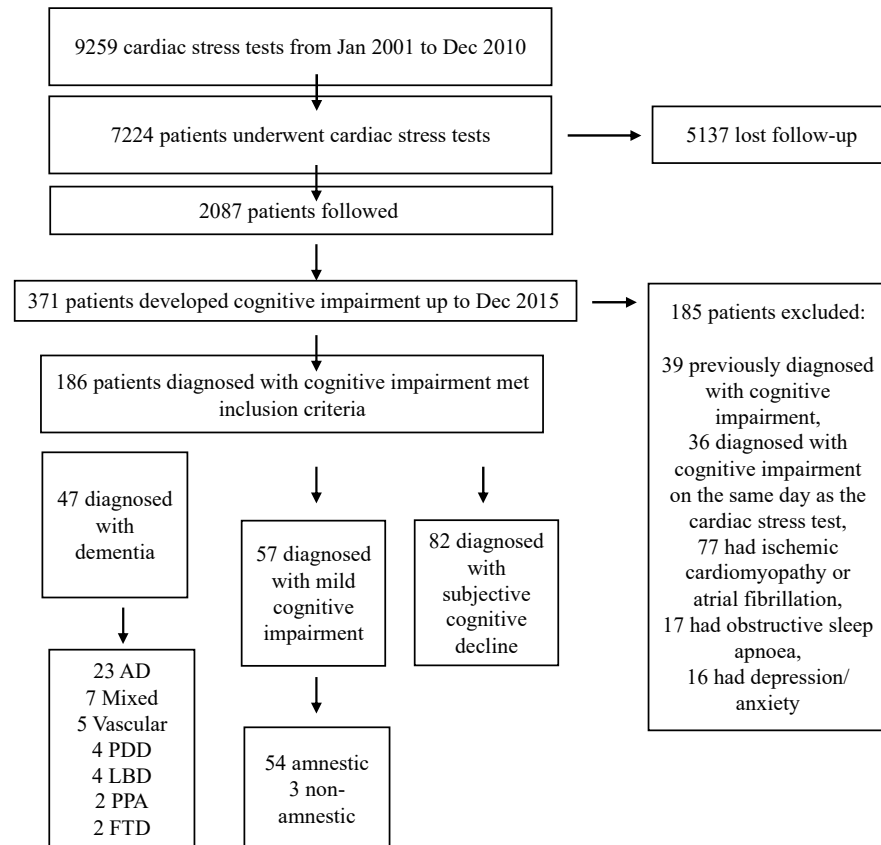 9259 cardiac stress tests from Jan 2001 to Dec 2010
7224 patients underwent cardiac stress tests
5137 lost follow-up
2087 patients followed
371 patients developed cognitive impairment up to Dec 2015
185 patients excluded:
39 previously diagnosed
with cognitive
impairment,
36 diagnosed with
cognitive impairment
on the same day as the
cardiac stress test,
77 had ischemic
cardiomyopathy or
atrial fibrillation,
17 had obstructive sleep
apnoea,
16 had depression/
anxiety
186 patients diagnosed with cognitive impairment met
inclusion criteria
47 diagnosed
with
dementia
57 diagnosed
with mild
cognitive
impairment
82 diagnosed
with
subjective
cognitive
decline
23 AD
7 Mixed
5 Vascular
4 PDD
4 LBD
2 PPA
2 FTD
54 amnestic
3 non-
amnestic